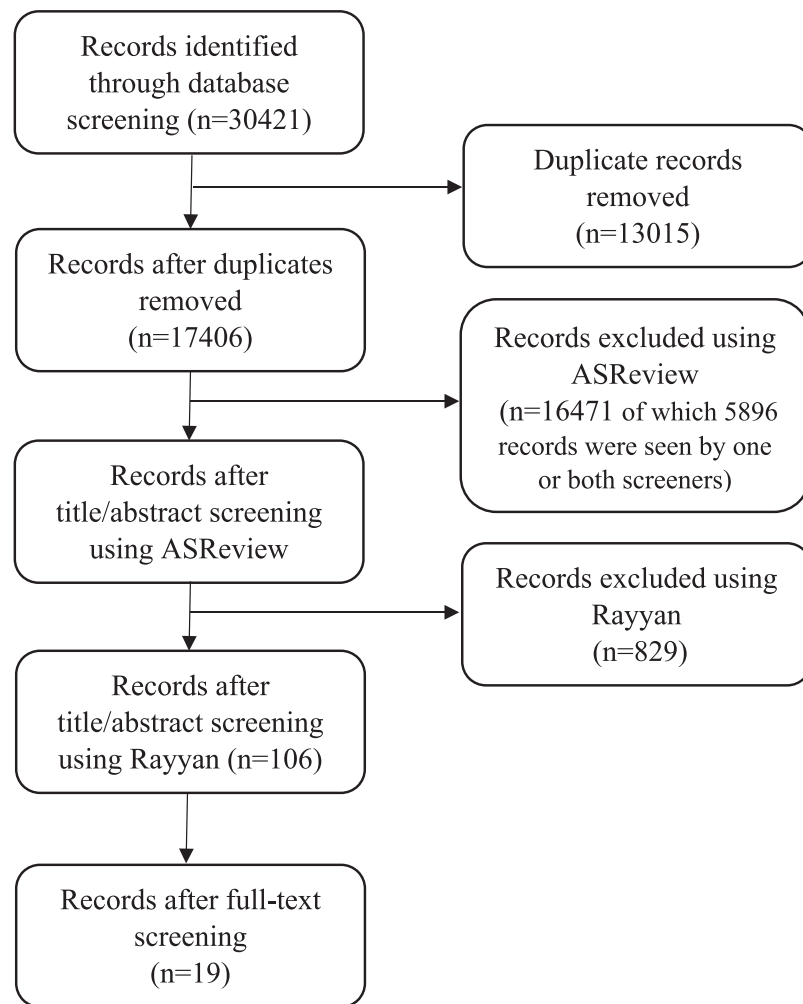 Records identified
through database
screening (n=30421)
Duplicate records
removed
(n=13015)
Records after duplicates
removed
(n=17406)
Records excluded using
ASReview
(n=16471 of which 5896
records were seen by one
or both screeners)
Records after
title/abstract screening
using ASReview
Records excluded using
Rayyan
(n=829)
Records after
title/abstract screening
using Rayyan (n=106)
Records after full-text
screening
(n=19)